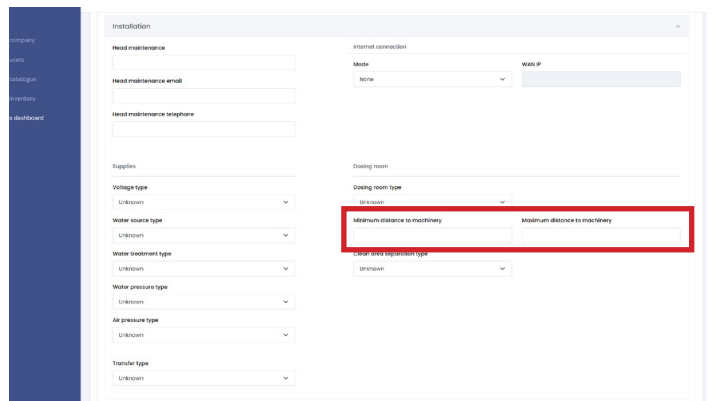 Installation
company
users
catalogue
inventory
s dashboard
Head maintenance
Head maintenance email
Head maintenance telephone
Internet connection
Mode
WAN IP
None
Supplies
Voltage type
Unknown
Water source type
Unknown
Water treatment type
Unknown
Water pressure type
Unknown
Air pressure type
Unknown
Transfer type
Unknown
Dosing room
Dosing room type
Unknown
Minimum distance to machinery
Maximum distance to machinery
Clean area separation type
Unknown